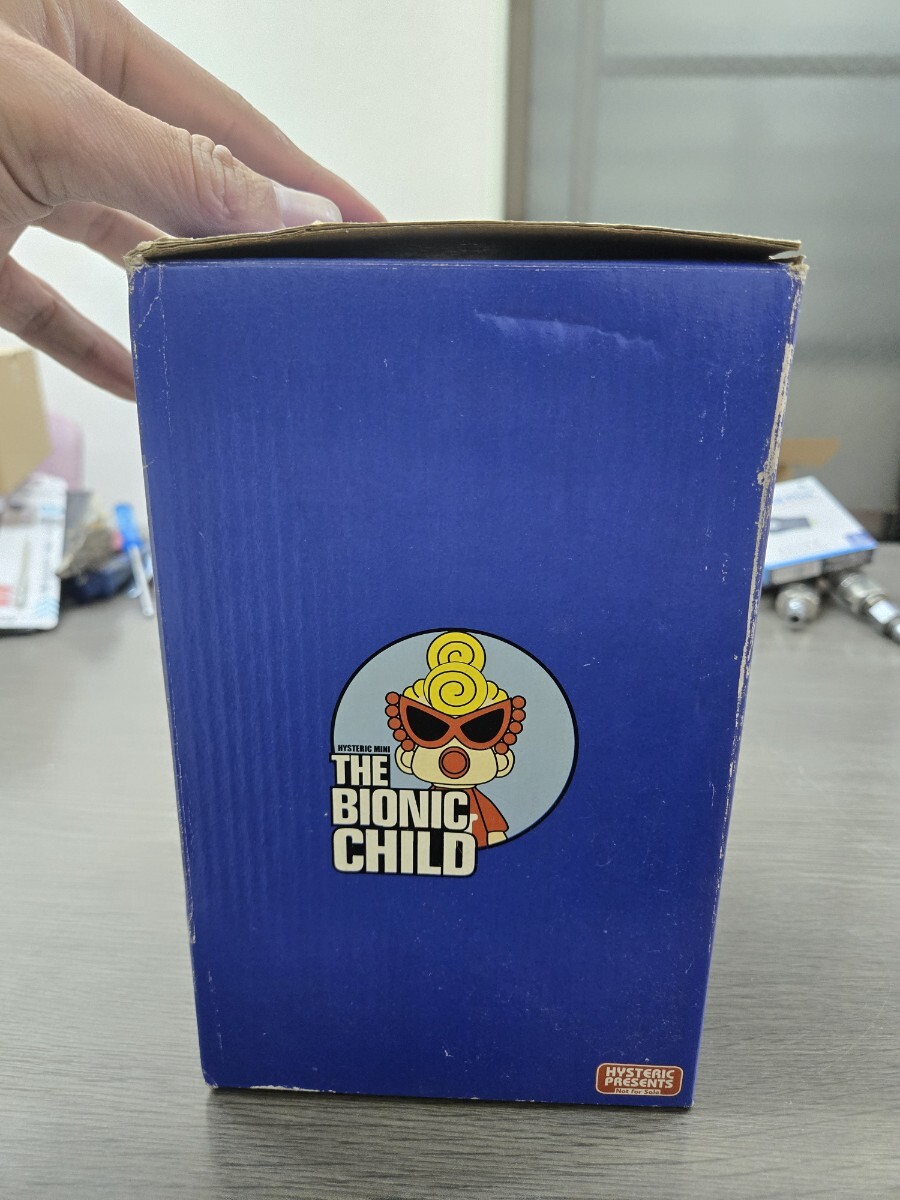 HYSTERIC MINI
THE
BIONIC
CHILD
HYSTERIC
PRESENTS
Not for Sale